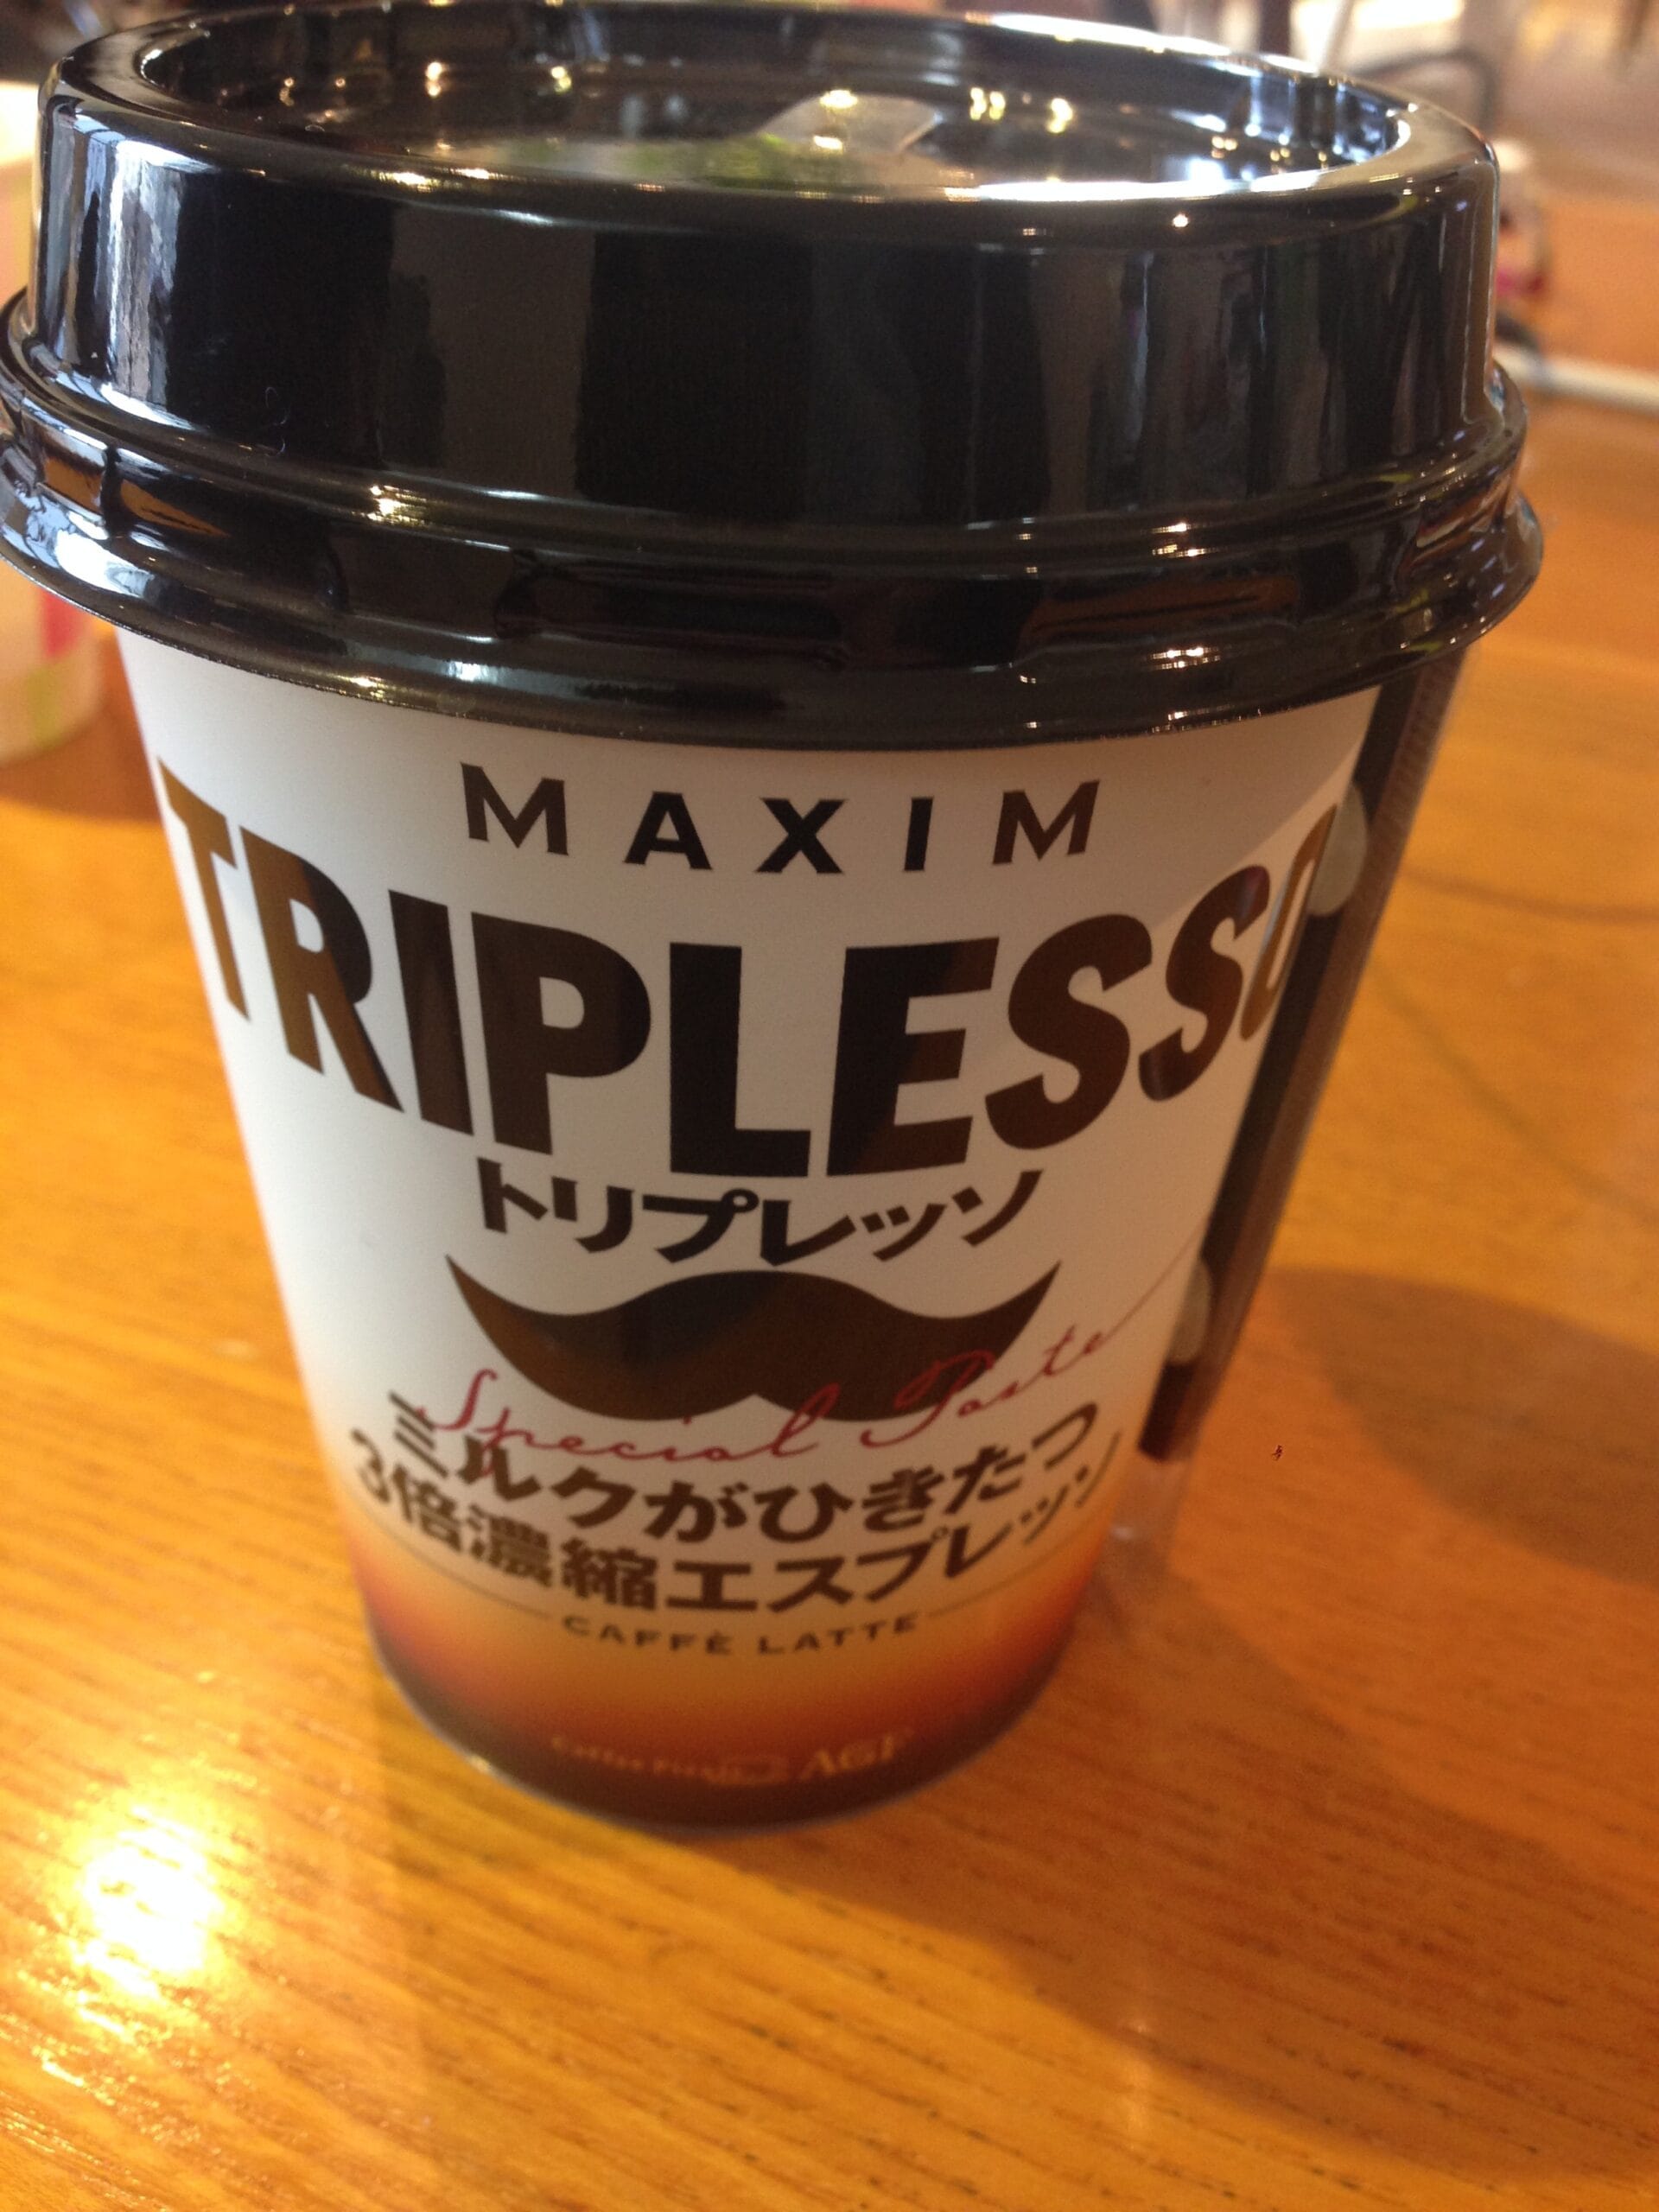 MAXIM
TRIPLESSO
トリプレッソ
Special Taste
ミルクがひきたつ
3倍濃縮エスプレッソ
CAFFÈ LATTE
AGF